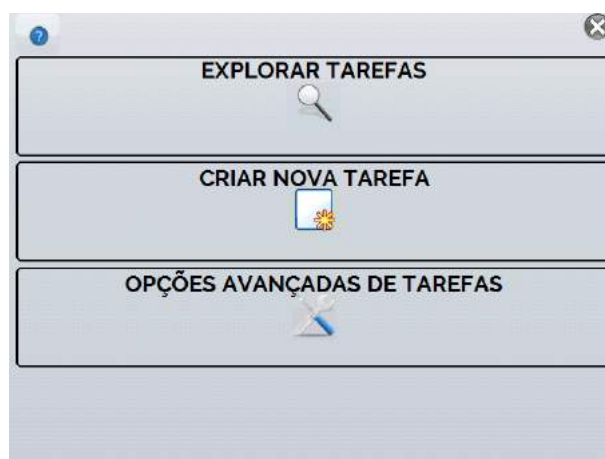 EXPLORAR TAREFAS
CRIAR NOVA TAREFA
OPÇÕES AVANÇADAS DE TAREFAS